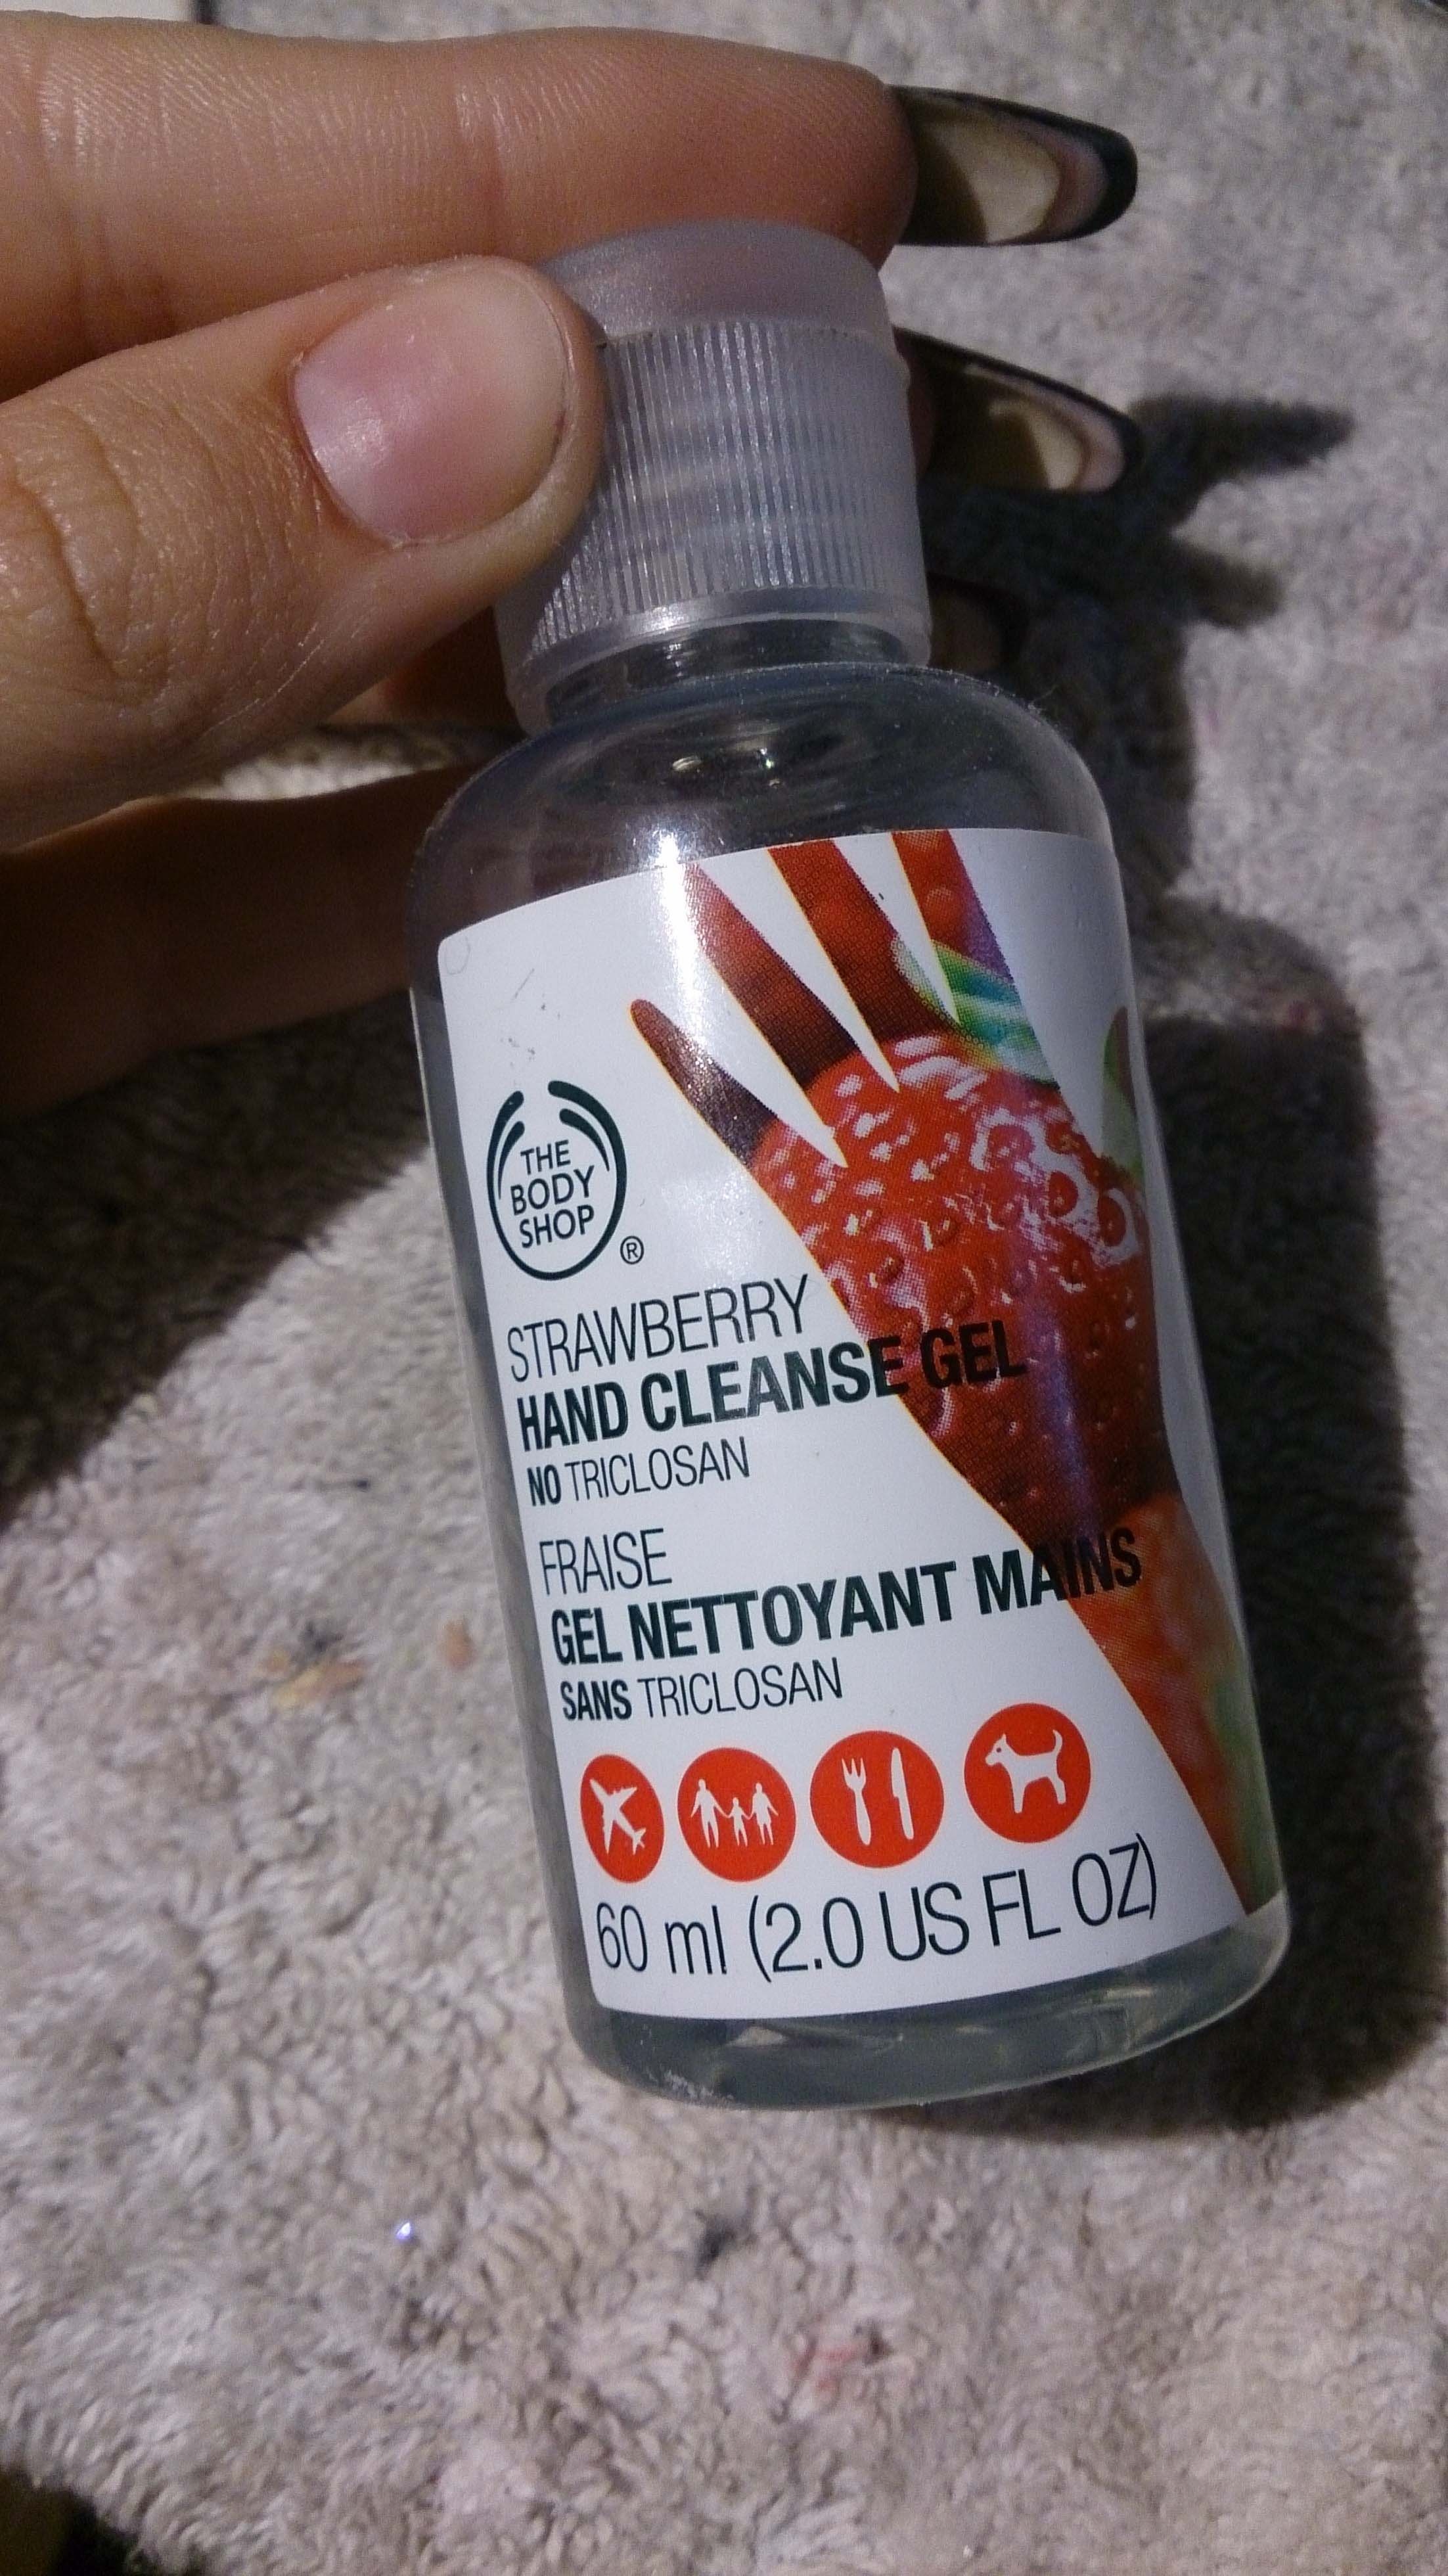 THE
BODY
SHOP
®
STRAWBERRY
HAND CLEANSE GEL
NO TRICLOSAN
FRAISE
GEL NETTOYANT MAINS
SANS TRICLOSAN
60 ml (2.0 US FL OZ)